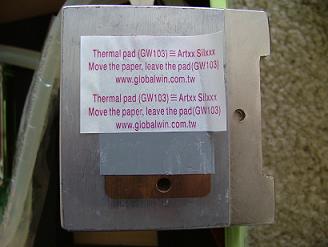 Thermal pad (GW103) ≅ Artxx Silxxx
Move the paper, leave the pad(GW103)
www.globalwin.com.tw
Thermal pad (GW103) ≅ Artxx Silxxx
Move the paper, leave the pad(GW103)
www.globalwin.com.tw